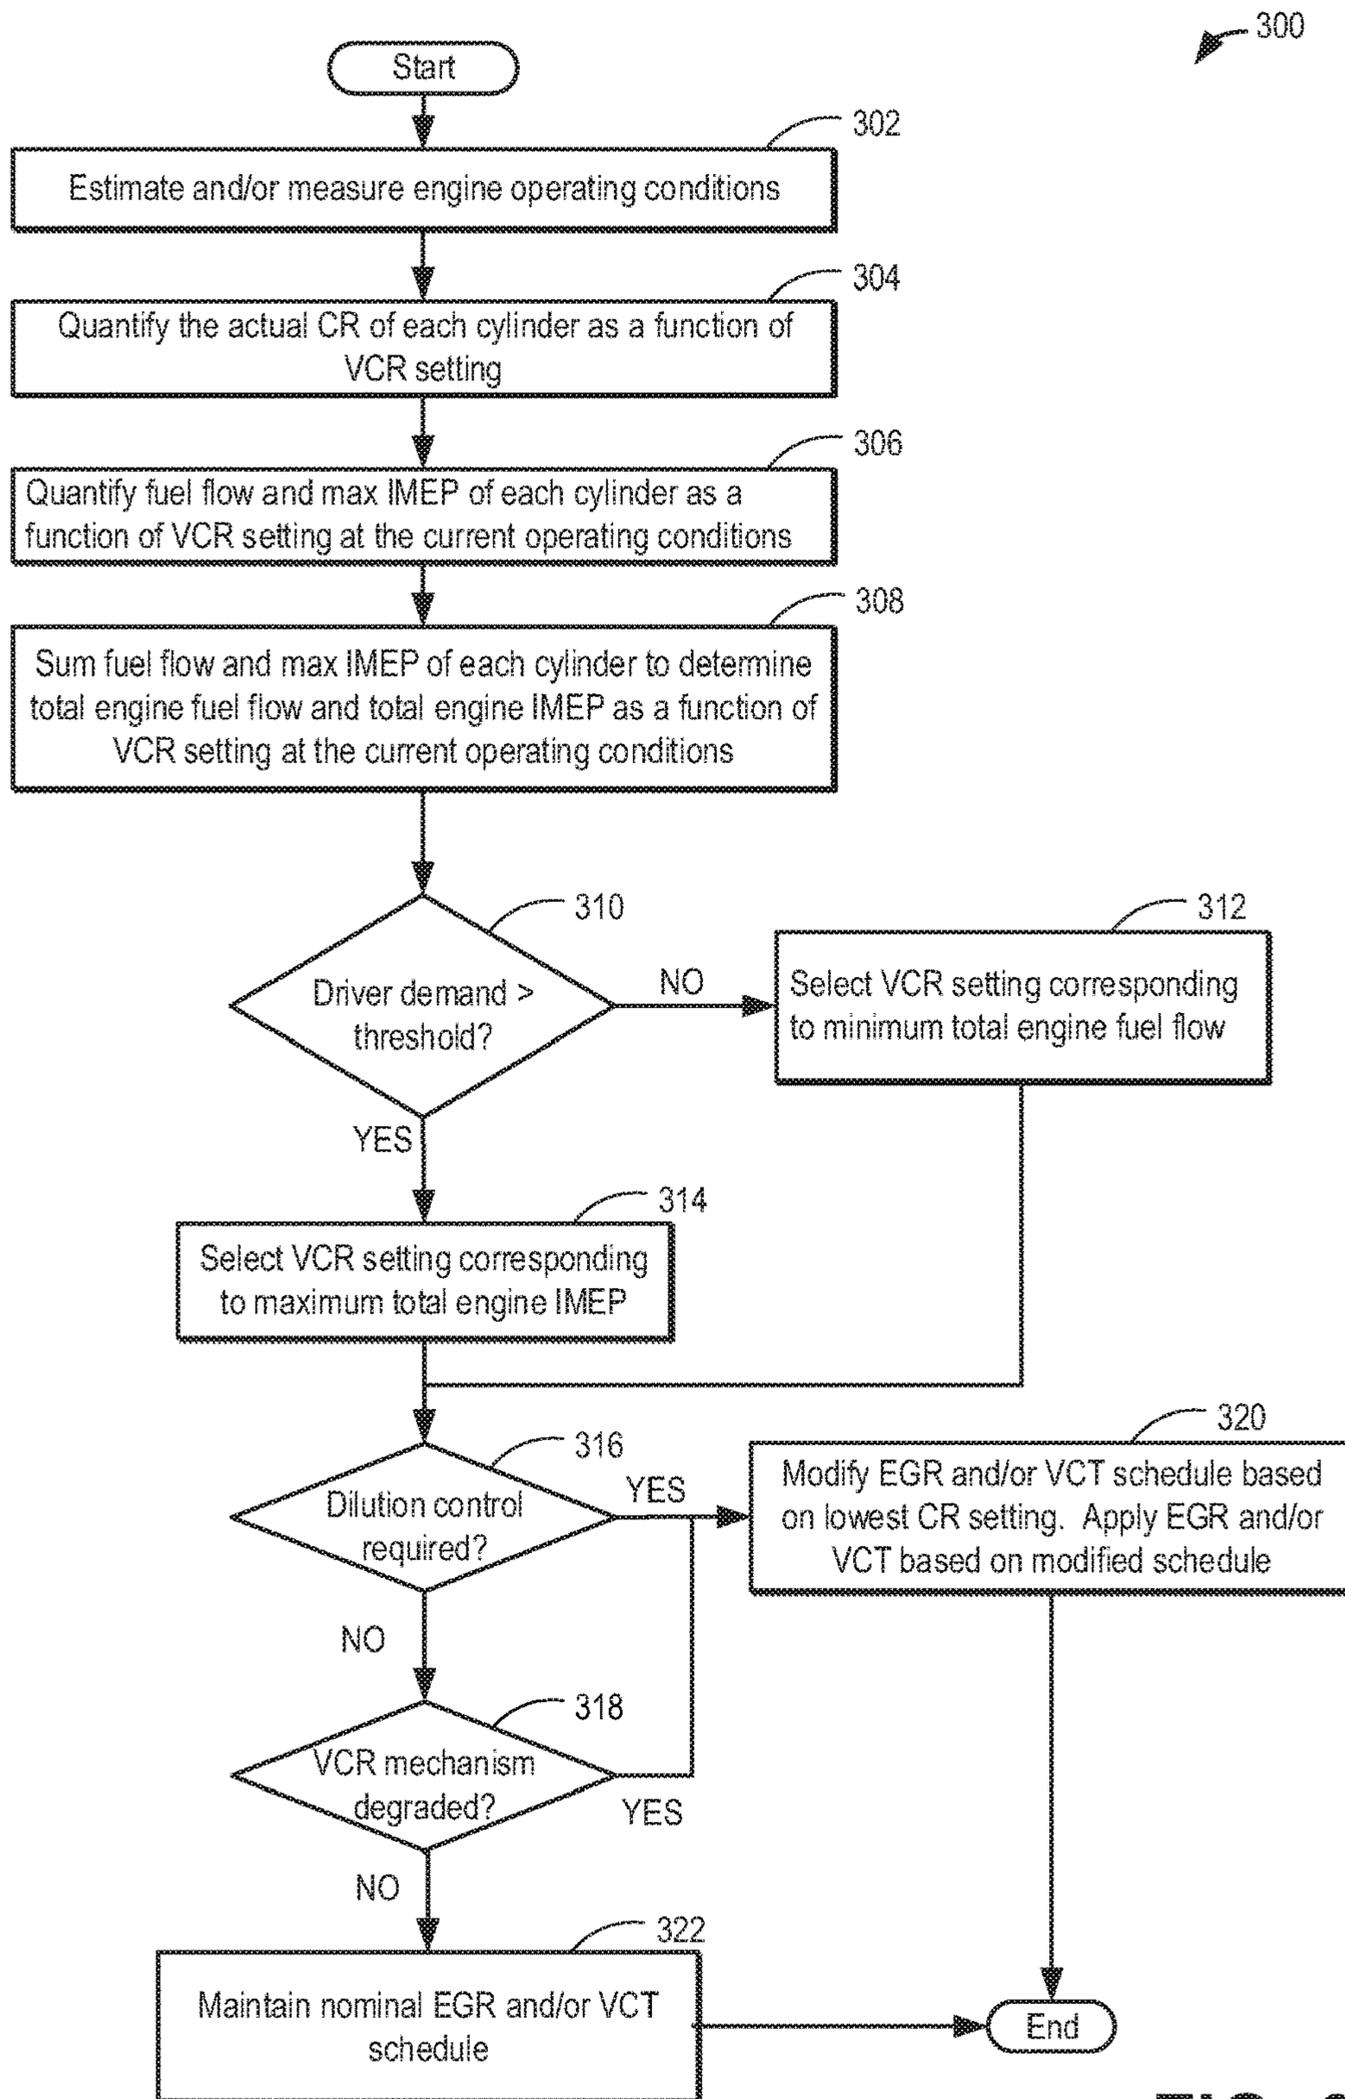 300
Start
302
Estimate and/or measure engine operating conditions
304
Quantify the actual CR of each cylinder as a function of
VCR setting
306
Quantify fuel flow and max IMEP of each cylinder as a
function of VCR setting at the current operating conditions
308
Sum fuel flow and max IMEP of each cylinder to determine
total engine fuel flow and total engine IMEP as a function of
VCR setting at the current operating conditions
310
Driver demand >
threshold?
NO
312
Select VCR setting corresponding
to minimum total engine fuel flow
YES
314
Select VCR setting corresponding
to maximum total engine IMEP
316
Dilution control
required?
YES
320
Modify EGR and/or VCT schedule based
on lowest CR setting. Apply EGR and/or
VCT based on modified schedule
NO
318
VCR mechanism
degraded?
YES
NO
322
Maintain nominal EGR and/or VCT
schedule
End